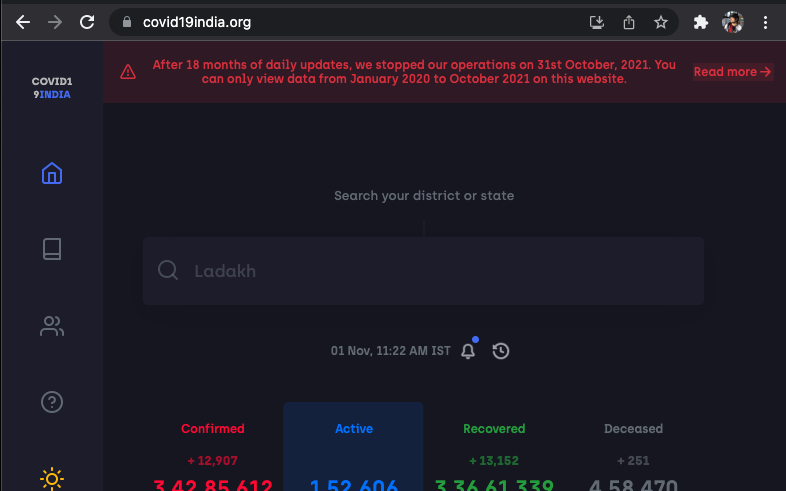 covid19india.org
COVID1
9INDIA
After 18 months of daily updates, we stopped our operations on 31st October, 2021. You
can only view data from January 2020 to October 2021 on this website.
Read more→
Search your district or state
Ladakh
01 Nov, 11:22 AM IST
Confirmed Active Recovered Deceased
+ 12,907 + 13,152 + 251
3,42,85,612 1,52,606 3,36,61,339 4,58,470